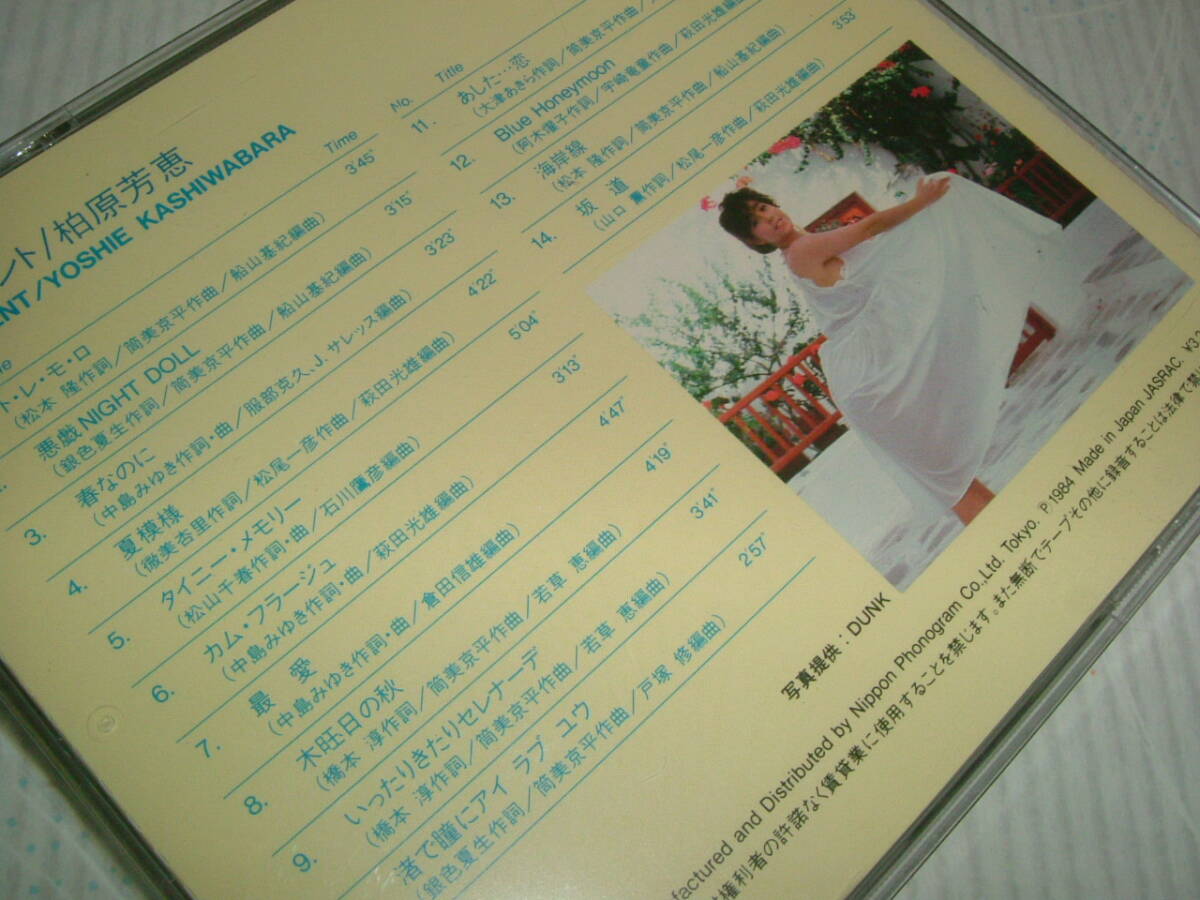 ント/柏原芳恵
ENT/YOSHIE KASHIWABARA
Time
ト・レ・モ・ロ 3′45″
(松本 隆作詞/筒美京平作曲/船山基紀編曲)
悪戯NIGHT DOLL 3′15″
(銀色夏生作詞/筒美京平作曲/船山基紀編曲)
3. 春なのに 3′23″
(中島みゆき作詞・曲/服部克久、J.サレッス編曲)
4. 夏模様 4′22″
(微美杏里作詞/松尾一彦作曲/萩田光雄編曲)
5. タイニー・メモリー 5′04″
(松山千春作詞・曲/石川鷹彦編曲)
6. カム・フラージュ 3′13″
(中島みゆき作詞・曲/萩田光雄編曲)
7. 最 愛 4′47″
(中島みゆき作詞・曲/倉田信雄編曲)
8. 木旺日の秋 4′19″
(橋本 淳作詞/筒美京平作曲/若草 恵編曲)
9. いったりきたりセレナーデ 3′41″
(橋本 淳作詞/筒美京平作曲/若草 恵編曲)
渚で瞳にアイ ラブ ユウ 2′57″
(銀色夏生作詞/筒美京平作曲/戸塚 修編曲)
No. Title
11. あした…恋
(大津あきら作詞/筒美京平作曲/
12. Blue Honeymoon
(阿木燿子作詞/宇崎竜童作曲/萩田光雄編曲)
13. 海岸線 3′53″
(松本 隆作詞/筒美京平作曲/船山基紀編曲)
14. 坂 道
(山口 薫作詞/松尾一彦作曲/萩田光雄編曲)
写真提供:DUNK
factured and Distributed by Nippon Phonogram Co.,Ltd. Tokyo. ℗1984 Made in Japan JASRAC. ¥3,2
権利者の許諾なく賃貸業に使用することを禁じます。また無断でテープその他に録音することは法律で禁じ